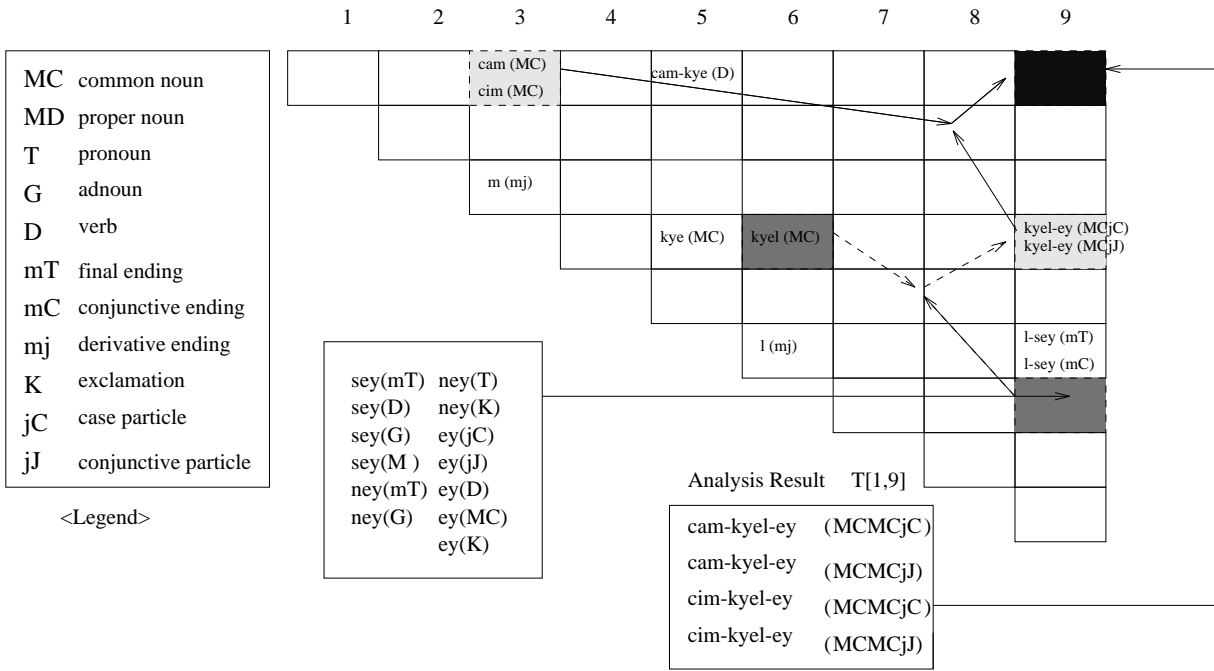 1 2 3 4 5 6 7 8 9
MC common noun
MD proper noun
T pronoun
G adnoun
D verb
mT final ending
mC conjunctive ending
mj derivative ending
K exclamation
jC case particle
jJ conjunctive particle
<Legend>
cam (MC)
cim (MC)
cam-kye (D)
m (mj)
kye (MC)
kyel (MC)
kyel-ey (MCjC)
kyel-ey (MCjJ)
l (mj)
l-sey (mT)
l-sey (mC)
sey(mT) ney(T)
sey(D) ney(K)
sey(G) ey(jC)
sey(M ) ey(jJ)
ney(mT) ey(D)
ney(G) ey(MC)
ey(K)
Analysis Result T[1,9]
cam-kyel-ey (MCMCjC)
cam-kyel-ey (MCMCjJ)
cim-kyel-ey (MCMCjC)
cim-kyel-ey (MCMCjJ)